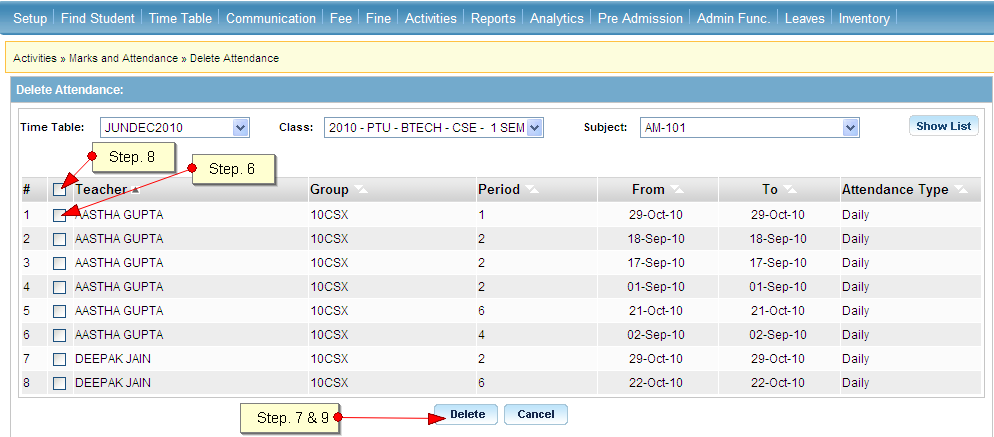 Setup Find Student Time Table Communication Fee Fine Activities Reports Analytics Pre Admission Admin Func. Leaves Inventory
Activities » Marks and Attendance » Delete Attendance
Delete Attendance:
Time Table: JUNDEC2010 Class: 2010 - PTU - BTECH - CSE - 1 SEM Subject: AM-101 Show List
Step. 8
Step. 6
# Teacher Group Period From To Attendance Type
1 AASTHA GUPTA 10CSX 1 29-Oct-10 29-Oct-10 Daily
2 AASTHA GUPTA 10CSX 2 18-Sep-10 18-Sep-10 Daily
3 AASTHA GUPTA 10CSX 2 17-Sep-10 17-Sep-10 Daily
4 AASTHA GUPTA 10CSX 2 01-Sep-10 01-Sep-10 Daily
5 AASTHA GUPTA 10CSX 6 21-Oct-10 21-Oct-10 Daily
6 AASTHA GUPTA 10CSX 4 02-Sep-10 02-Sep-10 Daily
7 DEEPAK JAIN 10CSX 2 29-Oct-10 29-Oct-10 Daily
8 DEEPAK JAIN 10CSX 6 22-Oct-10 22-Oct-10 Daily
Step. 7 & 9 Delete Cancel